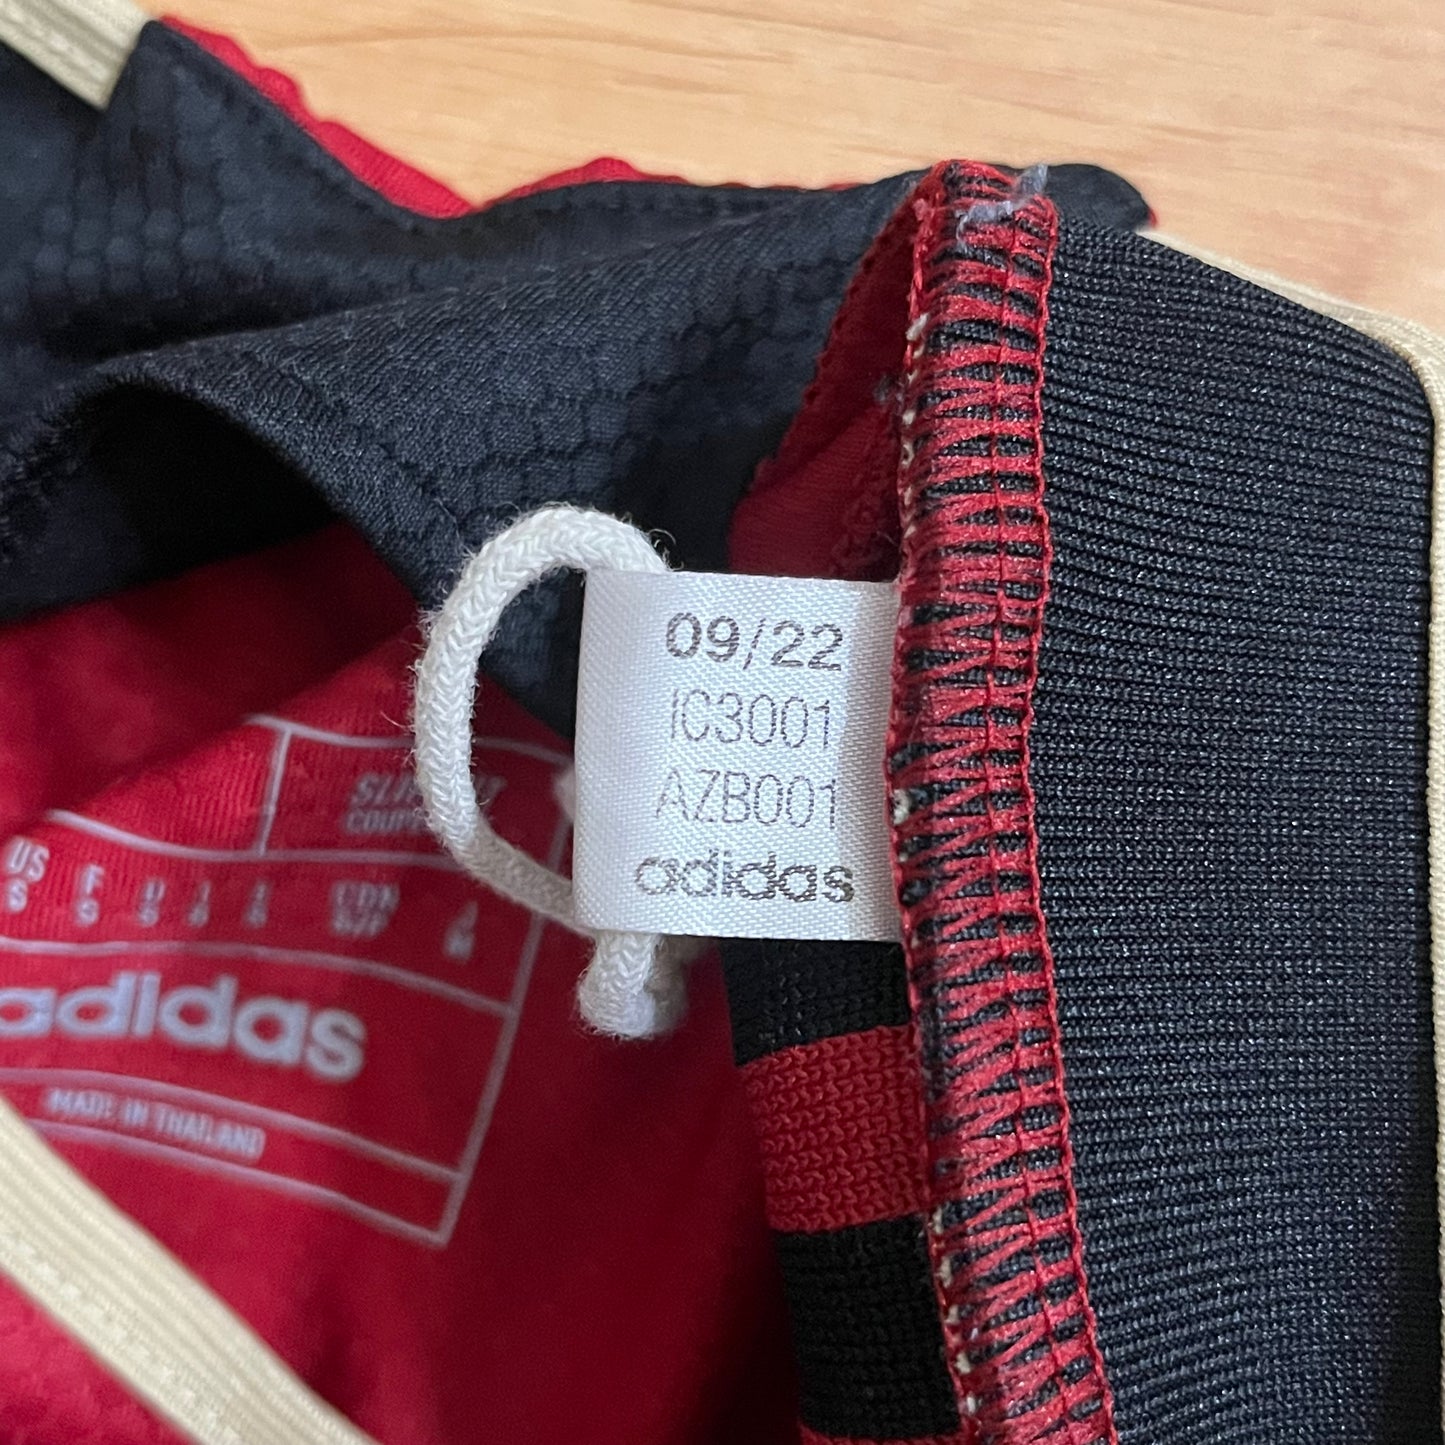 09/22
IC3001
AZB001
adidas
US
S
F
S
adidas
MADE IN THAILAND